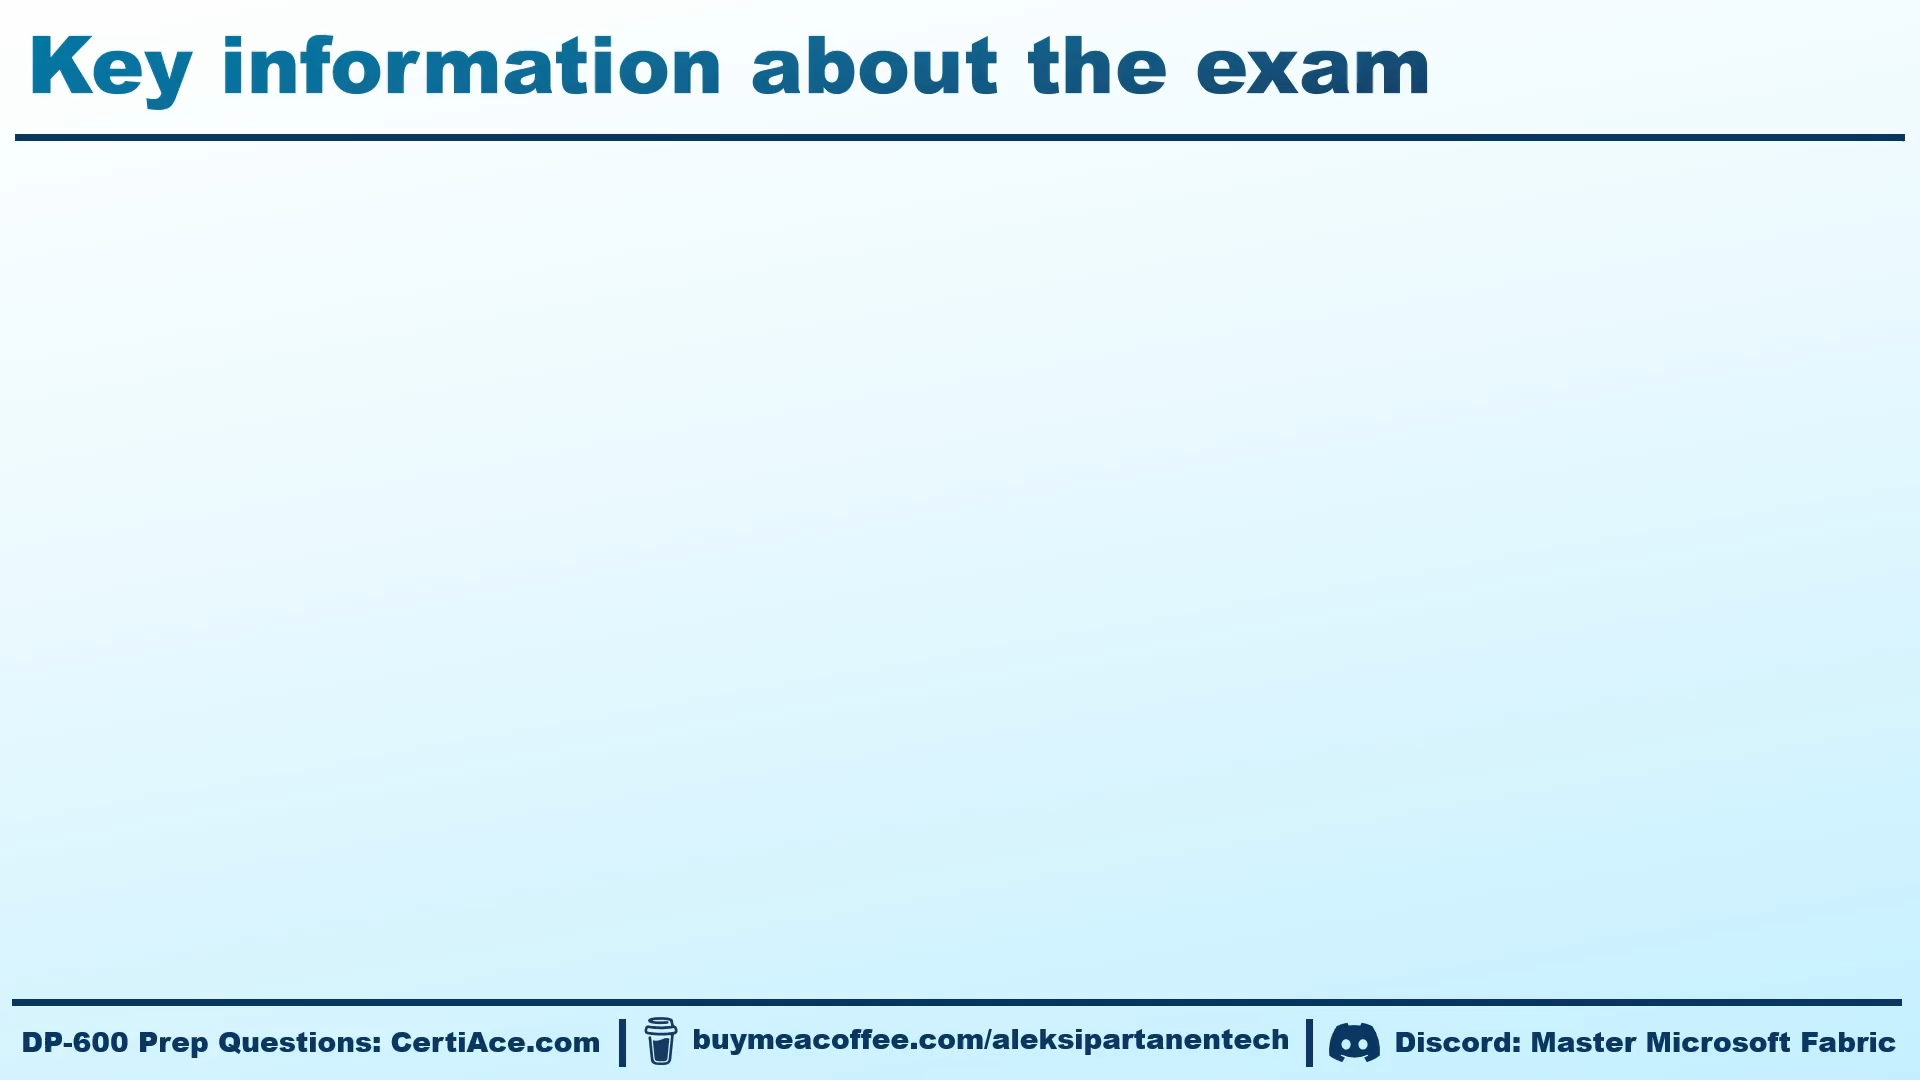 Key information about the exam
DP-600 Prep Questions: CertiAce.com
buymeacoffee.com/aleksipartanentech
Discord: Master Microsoft Fabric